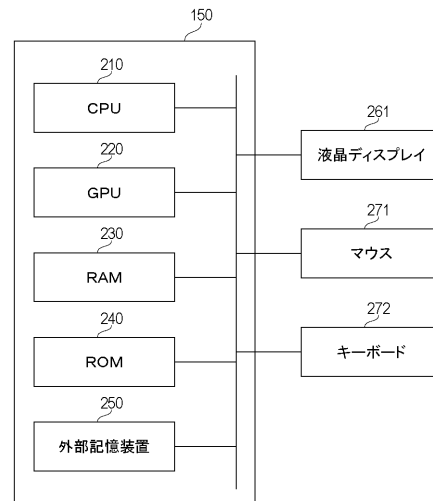 150
210
CPU
220
GPU
230
RAM
240
ROM
250
外部記憶装置
261
液晶ディスプレイ
271
マウス
272
キーボード